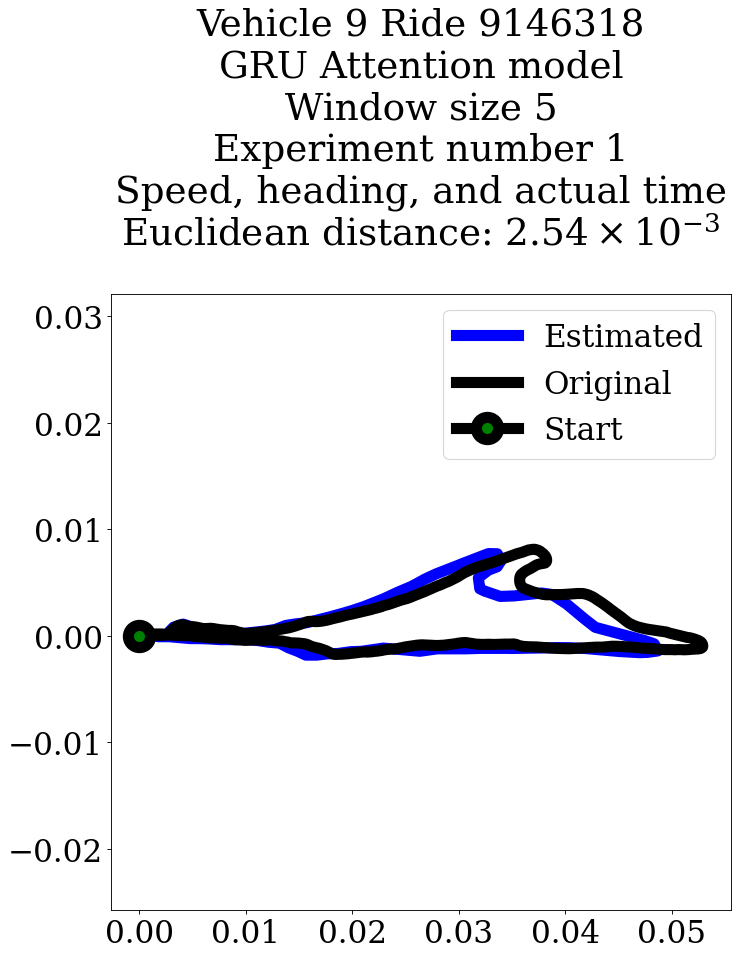 Vehicle 9 Ride 9146318
GRU Attention model
Window size 5
Experiment number 1
Speed, heading, and actual time
Euclidean distance: 2.54 × 10⁻³
Estimated
Original
Start
0.03
0.02
0.01
0.00
−0.01
−0.02
0.00 0.01 0.02 0.03 0.04 0.05